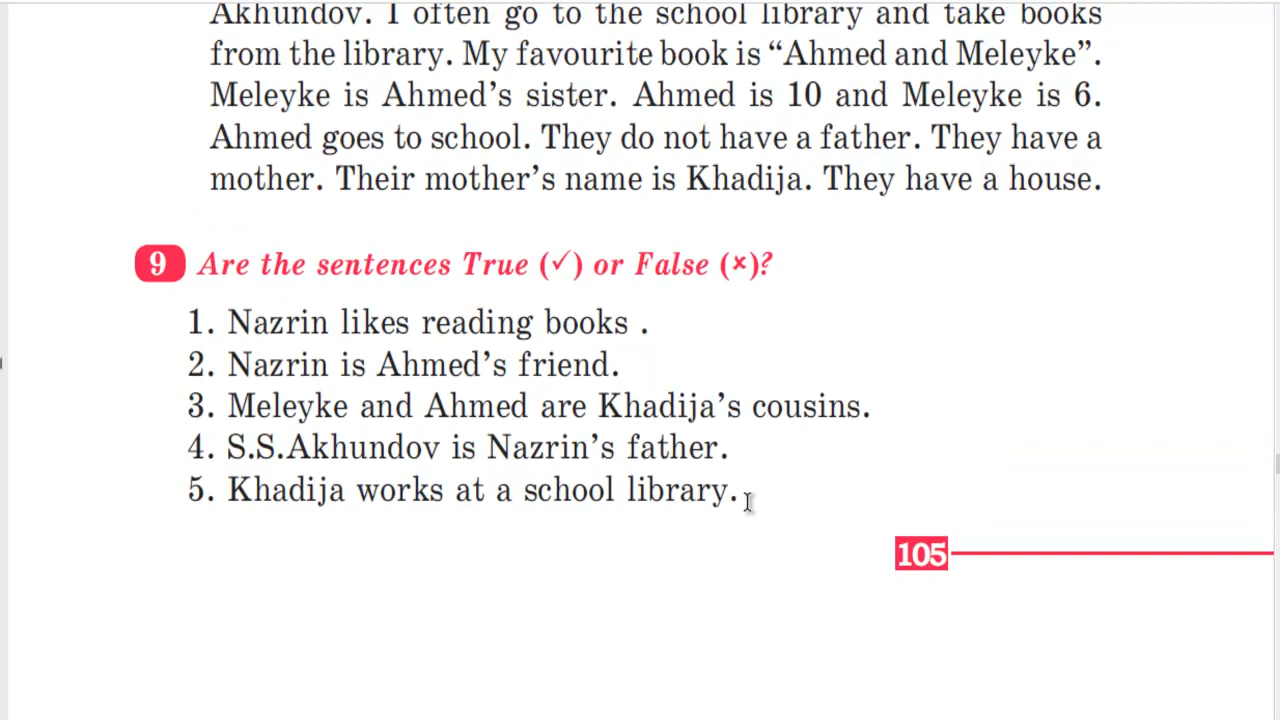 Akhundov. I often go to the school library and take books
from the library. My favourite book is “Ahmed and Meleyke”.
Meleyke is Ahmed’s sister. Ahmed is 10 and Meleyke is 6.
Ahmed goes to school. They do not have a father. They have a
mother. Their mother’s name is Khadija. They have a house.
9 Are the sentences True (✓) or False (×)?
1. Nazrin likes reading books .
2. Nazrin is Ahmed’s friend.
3. Meleyke and Ahmed are Khadija’s cousins.
4. S.S.Akhundov is Nazrin’s father.
5. Khadija works at a school library.
105